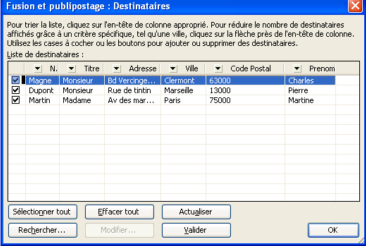 Fusion et publipostage : Destinataires
Pour trier la liste, cliquez sur l'en-tête de colonne approprié. Pour réduire le nombre de destinataires
affichés grâce à un critère spécifique, tel qu'une ville, cliquez sur la flèche près de l'en-tête de colonne.
Utilisez les cases à cocher ou les boutons pour ajouter ou supprimer des destinataires.
Liste de destinataires :
N. Titre Adresse Ville Code Postal Prenom
Magne Monsieur Bd Vercinge... Clermont 63000 Charles
Dupont Monsieur Rue de tintin Marseille 13000 Pierre
Martin Madame Av des mar... Paris 75000 Martine
Sélectionner tout Effacer tout Actualiser
Rechercher... Modifier... Valider OK